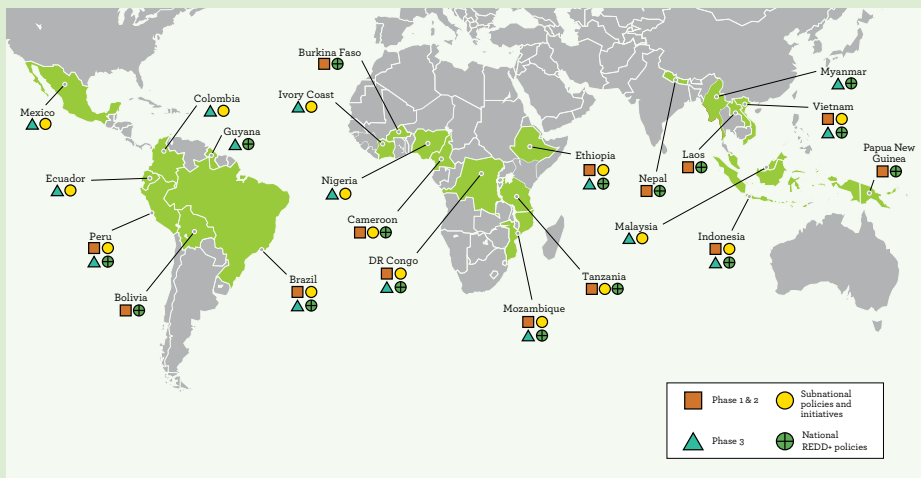 Burkina Faso
Myanmar
Mexico
Colombia
Ivory Coast
Vietnam
Guyana
Papua New
Guinea
Ethiopia
Laos
Ecuador
Nigeria
Nepal
Cameroon
Malaysia
Peru
Indonesia
DR Congo
Tanzania
Bolivia
Brazil
Mozambique
Phase 1 & 2
Subnational
policies and
initiatives
Phase 3
National
REDD+ policies